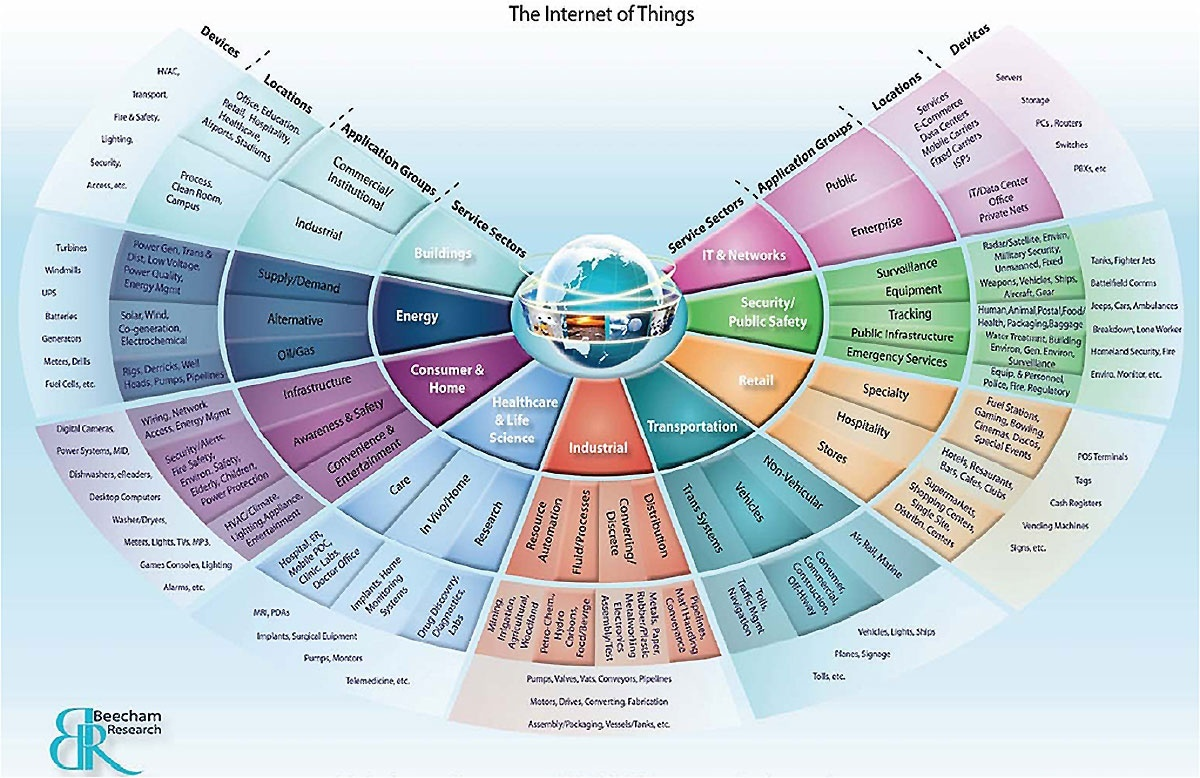 The Internet of Things
Devices
Locations
Application Groups
Service Sectors
Service Sectors
Application Groups
Locations
Devices
HVAC,
Transport,
Fire & Safety,
Lighting,
Security,
Access, etc.
Office, Education,
Retail, Hospitality,
Healthcare,
Airports, Stadiums
Process,
Clean Room,
Campus
Commercial/
Institutional
Industrial
Buildings
Turbines
Windmills
UPS
Batteries
Generators
Meters, Drills
Fuel Cells, etc.
Power Gen, Trans &
Dist, Low Voltage,
Power Quality,
Energy Mgmt
Solar, Wind,
Co-generation,
Electrochemical
Rigs, Derricks, Well
Heads, Pumps, Pipelines
Supply/Demand
Alternative
Oil/Gas
Energy
Digital Cameras,
Power Systems, MID,
Dishwashers, eReaders,
Desktop Computers
Washer/Dryers,
Meters, Lights, TVs, MP3,
Games Consoles, Lighting
Alarms, etc.
Wiring, Network
Access, Energy Mgmt
Security/Alerts,
Fire Safety,
Environ. Safety,
Elderly, Children,
Power Protection
HVAC/Climate,
Lighting, Appliance,
Entertainment
Infrastructure
Awareness & Safety
Convenience &
Entertainment
Consumer &
Home
MRI, PDAs
Implants, Surgical Euipment
Pumps, Montors
Telemedicine, etc.
Hospital, ER,
Mobile POC,
Clinic, Labs,
Doctor Office
Implants, Home
Monitoring
Systems
Drug Discovery,
Diagnostics,
Labs
Care
In Vivo/Home
Research
Healthcare
& Life
Science
Industrial
Resource
Automation
Fluid/Processes
Converting/
Discrete
Distribution
Mining,
Irrigation,
Agricultural,
Woodland
Petro-Chem.,
Hydro
Carbons,
Food/Beverge
Metals, Paper,
Rubber/Plastic
Metalworking
Electronics
Assembly/Test
Pipelines,
Mat'l Handling
Conveyance
Pumps, Valves, Vats, Conveyors, Pipelines
Motors, Drives, Converting, Fabrication
Assembly/Packaging, Vessels/Tanks, etc.
Transportation
Trans Systems
Vehicles
Non-Vehicular
Tolls,
Traffic Mgmt
Navigation
Consumer,
Commercial,
Construction,
Off-Hiway
Air, Rail, Marine
Vehicles, Lights, Ships
Planes, Signage
Tolls, etc.
Retail
Specialty
Hospitality
Stores
Fuel Stations,
Gaming, Bowling,
Cinemas, Discos,
Special Events
Hotels, Resaurants,
Bars, Cafes, Clubs
Supermarkets,
Shopping Centers,
Single Site,
Distrbtn, Centers
POS Terminals
Tags
Cash Registers
Vending Machines
Signs, etc.
Security/
Public Safety
Surveillance
Equipment
Tracking
Public Infrastructure
Emergency Services
Radar/Satellite, Envirn,
Millitary Security,
Unmanned, Fixed
Weapons, Vehicles, Ships,
Aircraft, Gear
Human,Animal,Postal,Food/
Health, Packaging,Baggage
Water Treatmnt, Building
Environ, Gen. Environ,
Surveillance
Equip. & Personnel,
Police, Fire, Regulatory
Tanks, Fighter Jets
Battelfield Comms
Jeeps, Cars, Ambulances
Breakdown, Lone Worker
Homeland Security, Fire
Enviro, Monitor, etc.
IT & Networks
Public
Enterprise
Services
E-Commerce
Data Centers
Mobile Carriers
Fixed Carriers
ISPs
IT/Data Center
Office
Private Nets
Servers
Storage
PCs , Routers
Switches
PBXs, etc
Beecham
Research
BR